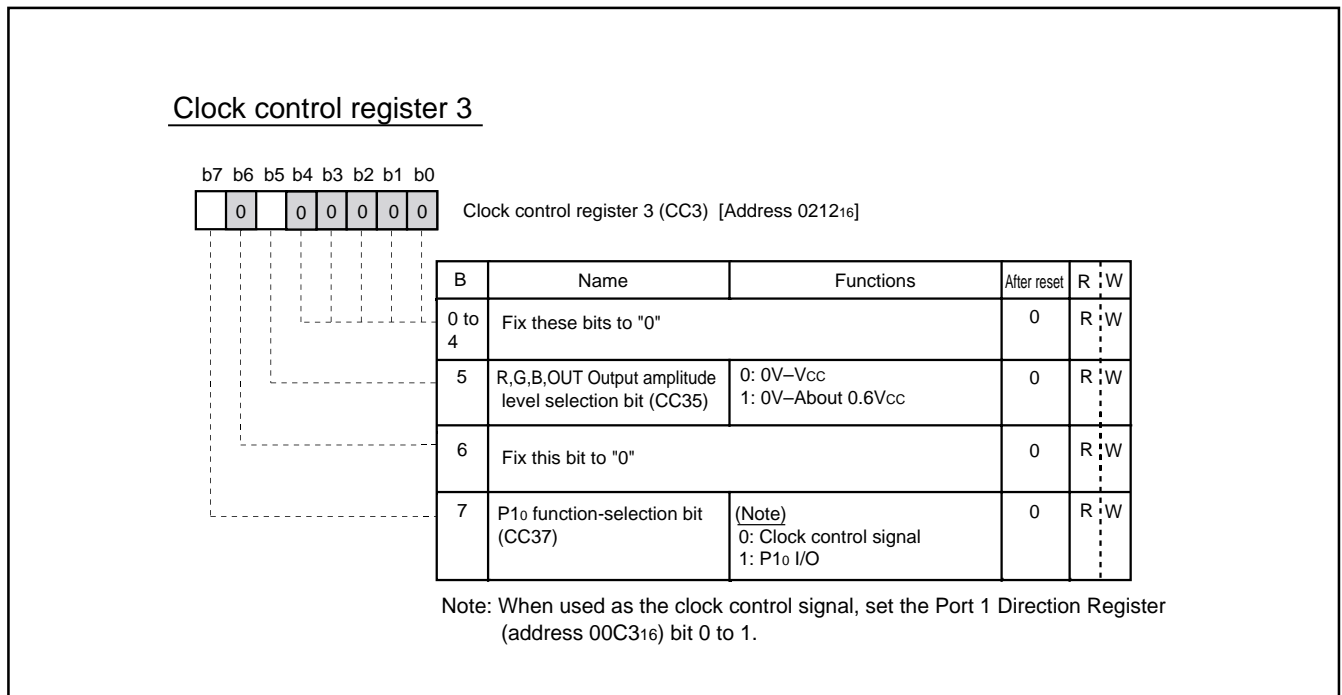 Clock control register 3
b7 b6 b5 b4 b3 b2 b1 b0
0 0 0 0 0 0
Clock control register 3 (CC3) [Address 021216]
B Name Functions After reset R W
0 to 4 Fix these bits to "0" 0 R W
5 R,G,B,OUT Output amplitude level selection bit (CC35) 0: 0V–VCC 0 R W
1: 0V–About 0.6VCC
6 Fix this bit to "0" 0 R W
7 P10 function-selection bit (CC37) (Note) 0 R W
0: Clock control signal
1: P10 I/O
Note: When used as the clock control signal, set the Port 1 Direction Register
(address 00C316) bit 0 to 1.